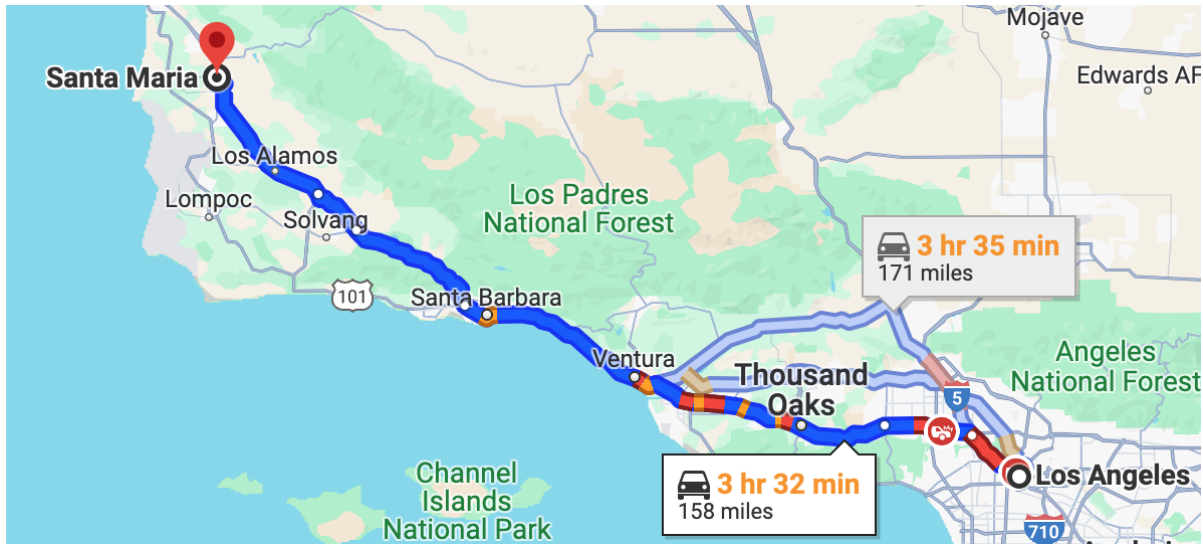 Mojave
Santa Maria
Edwards AF
Los Alamos
Lompoc
Los Padres
National Forest
Solvang
3 hr 35 min
171 miles
101
Santa Barbara
Ventura
Angeles
National Forest
Thousand
Oaks
5
Los Angeles
3 hr 32 min
158 miles
Channel
Islands
National Park
710